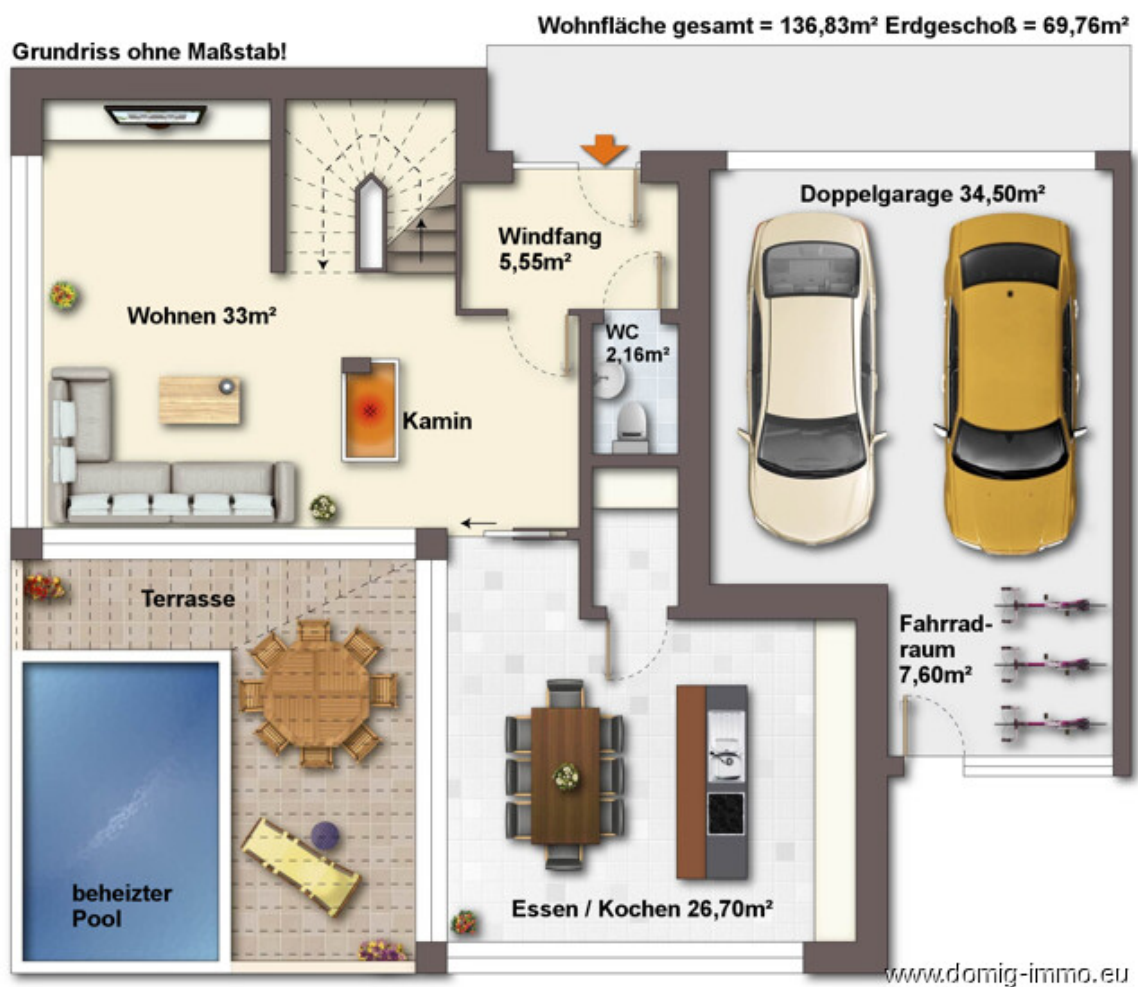 Wohnfläche gesamt = 136,83m² Erdgeschoß = 69,76m²
Grundriss ohne Maßstab!
Doppelgarage 34,50m²
Windfang
5,55m²
Wohnen 33m²
WC
2,16m²
Kamin
Terrasse
Fahrrad-
raum
7,60m²
beheizter
Pool
Essen / Kochen 26,70m²
www.domig-immo.eu